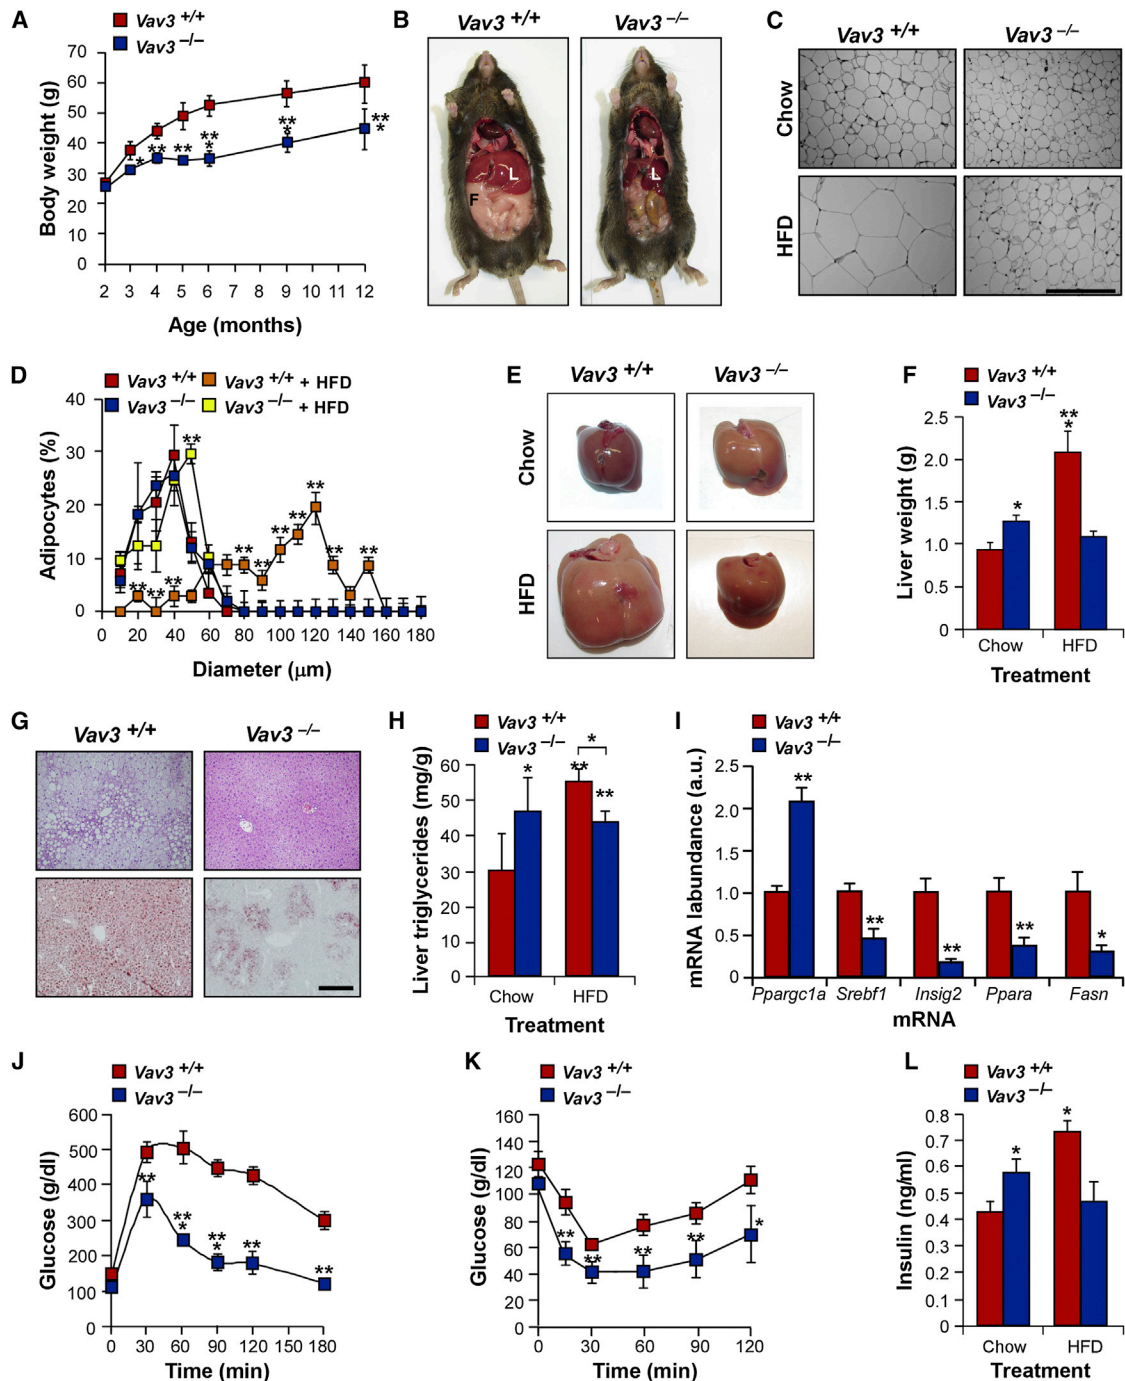 A
Vav3 +/+
Vav3 −/−
Body weight (g)
70
60
50
40
30
20
10
0
* ** ** *** *** ***
2 3 4 5 6 7 8 9 10 11 12
Age (months)
B
Vav3 +/+ Vav3 −/−
L
F
L
C
Vav3 +/+ Vav3 −/−
Chow
HFD
D
Vav3 +/+ Vav3 +/+ + HFD
Vav3 −/− Vav3 −/− + HFD
Adipocytes (%)
40
30
20
10
0
** ** ** ** ** ** ** ** ** ** ** **
0 20 40 60 80 100 120 140 160 180
Diameter (μm)
E
Vav3 +/+ Vav3 −/−
Chow
HFD
F
Vav3 +/+
Vav3 −/−
Liver weight (g)
2.5
2.0
1.5
1.0
0.5
0
* ***
Chow HFD
Treatment
G
Vav3 +/+ Vav3 −/−
H
Vav3 +/+
Vav3 −/−
Liver triglycerides (mg/g)
60
50
40
30
20
10
0
* ** ** *
Chow HFD
Treatment
I
Vav3 +/+
Vav3 −/−
mRNA labundance (a.u.)
2.5
2.0
1.5
1.0
0.5
0
** ** ** ** *
Ppargc1a Srebf1 Insig2 Ppara Fasn
mRNA
J
Vav3 +/+
Vav3 −/−
Glucose (g/dl)
600
500
400
300
200
100
0
** *** *** ** **
0 30 60 90 120 150 180
Time (min)
K
Vav3 +/+
Vav3 −/−
Glucose (g/dl)
160
140
120
100
80
60
40
20
0
** ** ** ** *
0 30 60 90 120
Time (min)
L
Vav3 +/+
Vav3 −/−
Insulin (ng/ml)
0.8
0.7
0.6
0.5
0.4
0.3
0.2
0.1
0
* *
Chow HFD
Treatment